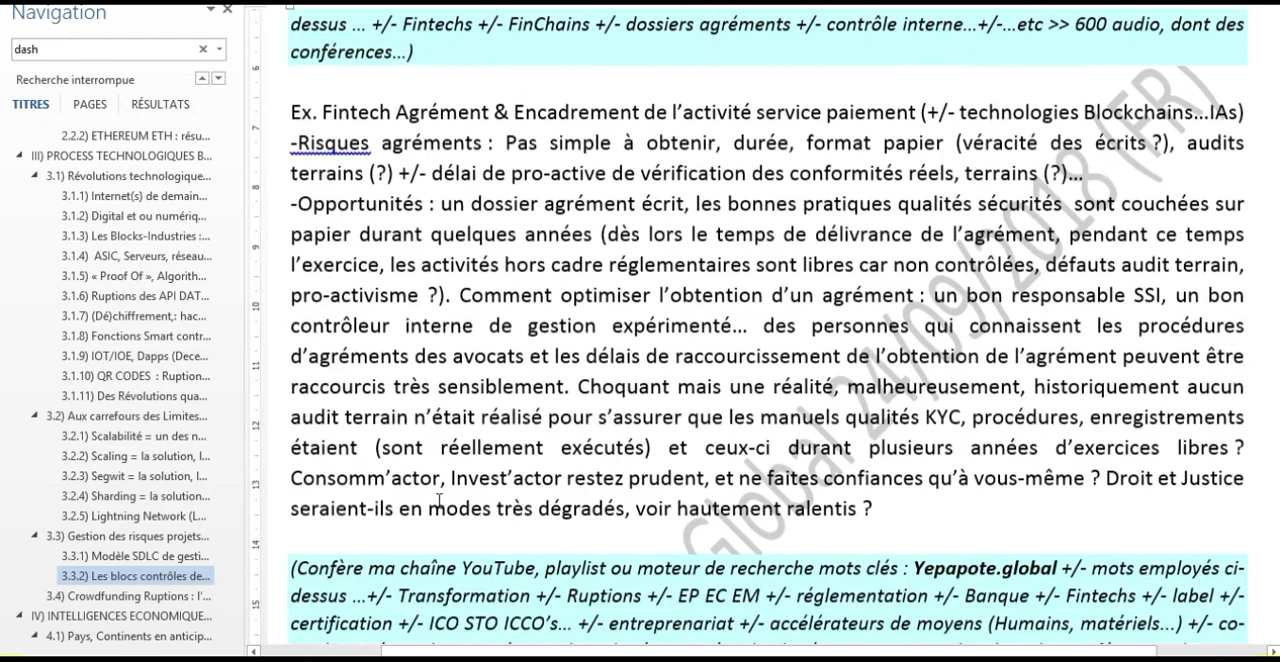 Navigation
dash
Recherche interrompue
TITRES PAGES RÉSULTATS
2.2.2) ETHEREUM ETH : résu...
III) PROCESS TECHNOLOGIQUES B...
3.1) Révolutions technologique...
3.1.1) Internet(s) de demain...
3.1.2) Digital et ou numériq...
3.1.3) Les Blocks-Industries :...
3.1.4) ASIC, Serveurs, réseau...
3.1.5) « Proof Of », Algorith...
3.1.6) Ruptions des API DAT...
3.1.7) (Dé)chiffrement,: hac...
3.1.8) Fonctions Smart contr...
3.1.9) IOT/IOE, Dapps (Dece...
3.1.10) QR CODES : Ruption...
3.1.11) Des Révolutions qua...
3.2) Aux carrefours des Limites...
3.2.1) Scalabilité = un des n...
3.2.2) Scaling = la solution, l...
3.2.3) Segwit = la solution, l...
3.2.4) Sharding = la solution...
3.2.5) Lightning Network (L...
3.3) Gestion des risques projets...
3.3.1) Modèle SDLC de gesti...
3.3.2) Les blocs contrôles de...
3.4) Crowdfunding Ruptions : l'...
IV) INTELLIGENCES ECONOMIQUE...
4.1) Pays, Continents en anticip...
6
7
8
9
10
11
12
13
14
15
dessus ... +/- Fintechs +/- FinChains +/- dossiers agréments +/- contrôle interne...+/-...etc >> 600 audio, dont des
conférences...)
Ex. Fintech Agrément & Encadrement de l'activité service paiement (+/- technologies Blockchains...IAs)
-Risques agréments : Pas simple à obtenir, durée, format papier (véracité des écrits ?), audits
terrains (?) +/- délai de pro-active de vérification des conformités réels, terrains (?)...
-Opportunités : un dossier agrément écrit, les bonnes pratiques qualités sécurités sont couchées sur
papier durant quelques années (dès lors le temps de délivrance de l'agrément, pendant ce temps
l'exercice, les activités hors cadre réglementaires sont libres car non contrôlées, défauts audit terrain,
pro-activisme ?). Comment optimiser l'obtention d'un agrément : un bon responsable SSI, un bon
contrôleur interne de gestion expérimenté... des personnes qui connaissent les procédures
d'agréments des avocats et les délais de raccourcissement de l'obtention de l'agrément peuvent être
raccourcis très sensiblement. Choquant mais une réalité, malheureusement, historiquement aucun
audit terrain n'était réalisé pour s'assurer que les manuels qualités KYC, procédures, enregistrements
étaient (sont réellement exécutés) et ceux-ci durant plusieurs années d'exercices libres ?
Consomm'actor, Invest'actor restez prudent, et ne faites confiances qu'à vous-même ? Droit et Justice
seraient-ils en modes très dégradés, voir hautement ralentis ?
Global 24/09/2018 (FR)
(Confère ma chaîne YouTube, playlist ou moteur de recherche mots clés : Yepapote.global +/- mots employés ci-
dessus ...+/- Transformation +/- Ruptions +/- EP EC EM +/- réglementation +/- Banque +/- Fintechs +/- label +/-
certification +/- ICO STO ICCO's... +/- entreprenariat +/- accélérateurs de moyens (Humains, matériels...) +/- co-